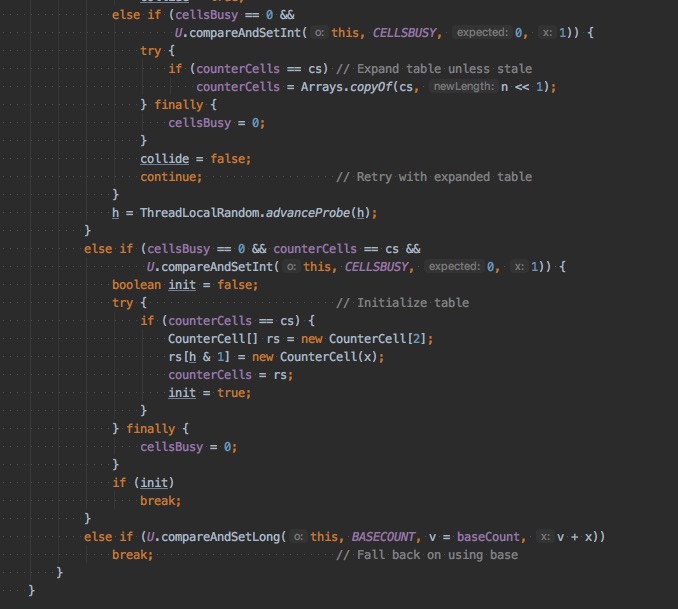 else if (cellsBusy == 0 &&
U.compareAndSetInt( o: this, CELLSBUSY, expected: 0, x: 1)) {
try {
if (counterCells == cs) // Expand table unless stale
counterCells = Arrays.copyOf(cs, newLength: n << 1);
} finally {
cellsBusy = 0;
}
collide = false;
continue; // Retry with expanded table
}
h = ThreadLocalRandom.advanceProbe(h);
}
else if (cellsBusy == 0 && counterCells == cs &&
U.compareAndSetInt( o: this, CELLSBUSY, expected: 0, x: 1)) {
boolean init = false;
try { // Initialize table
if (counterCells == cs) {
CounterCell[] rs = new CounterCell[2];
rs[h & 1] = new CounterCell(x);
counterCells = rs;
init = true;
}
} finally {
cellsBusy = 0;
}
if (init)
break;
}
else if (U.compareAndSetLong( o: this, BASECOUNT, v = baseCount, x: v + x))
break; // Fall back on using base
}
}